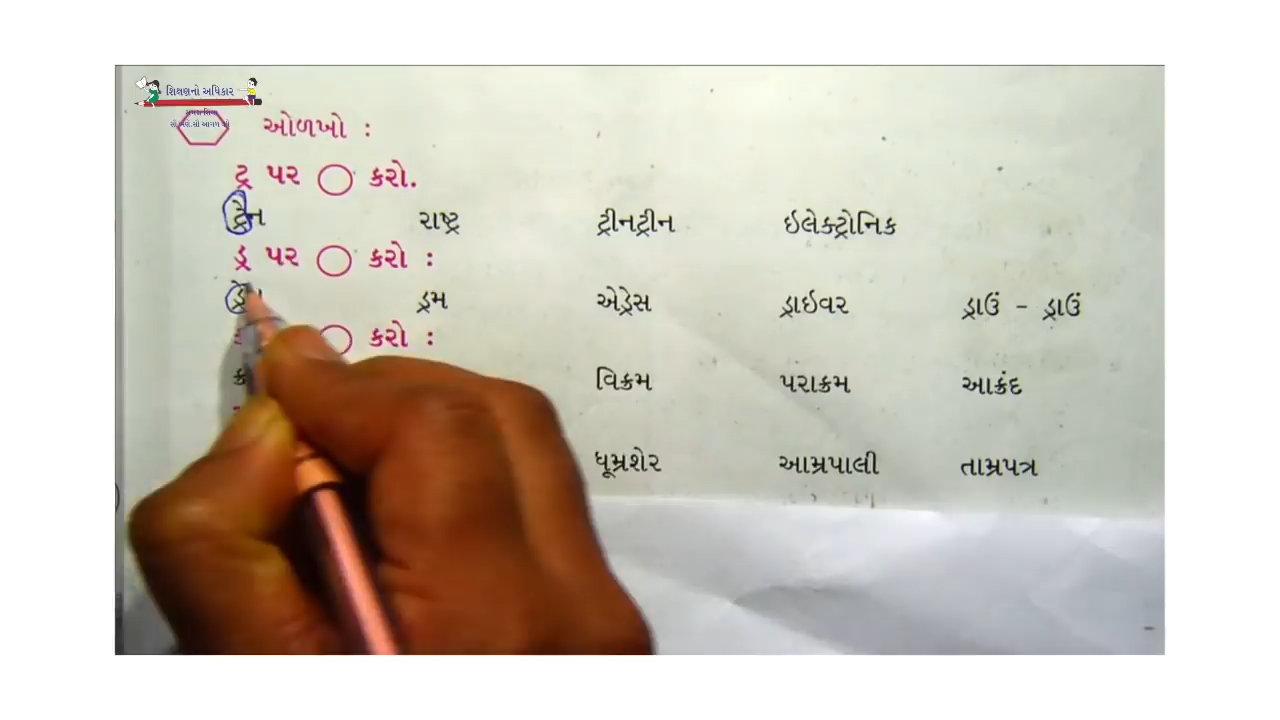 શિક્ષણનો અધિકાર
ઓળખો :
ટ્ર પર ◯ કરો.
ટ્રેન રાષ્ટ્ર ટ્રીનટ્રીન ઇલેક્ટ્રોનિક
ડ્ર પર ◯ કરો :
ડ્રમ એડ્રેસ ડ્રાઇવર ડ્રાઉં - ડ્રાઉં
◯ કરો :
વિક્રમ પરાક્રમ આક્રંદ
ધૂમ્રશેર આમ્રપાલી તામ્રપત્ર